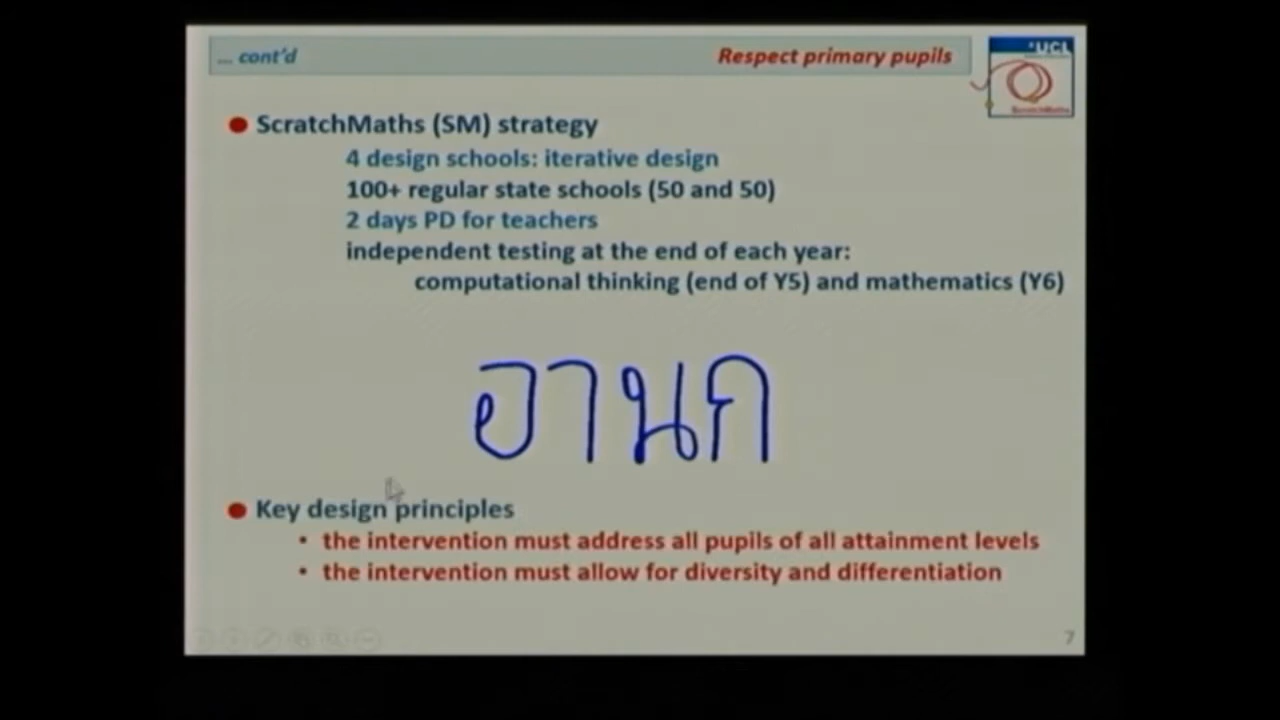 ... cont'd
Respect primary pupils
UCL
ScratchMaths
ScratchMaths (SM) strategy
4 design schools: iterative design
100+ regular state schools (50 and 50)
2 days PD for teachers
independent testing at the end of each year:
computational thinking (end of Y5) and mathematics (Y6)
อานก
Key design principles
• the intervention must address all pupils of all attainment levels
• the intervention must allow for diversity and differentiation
7